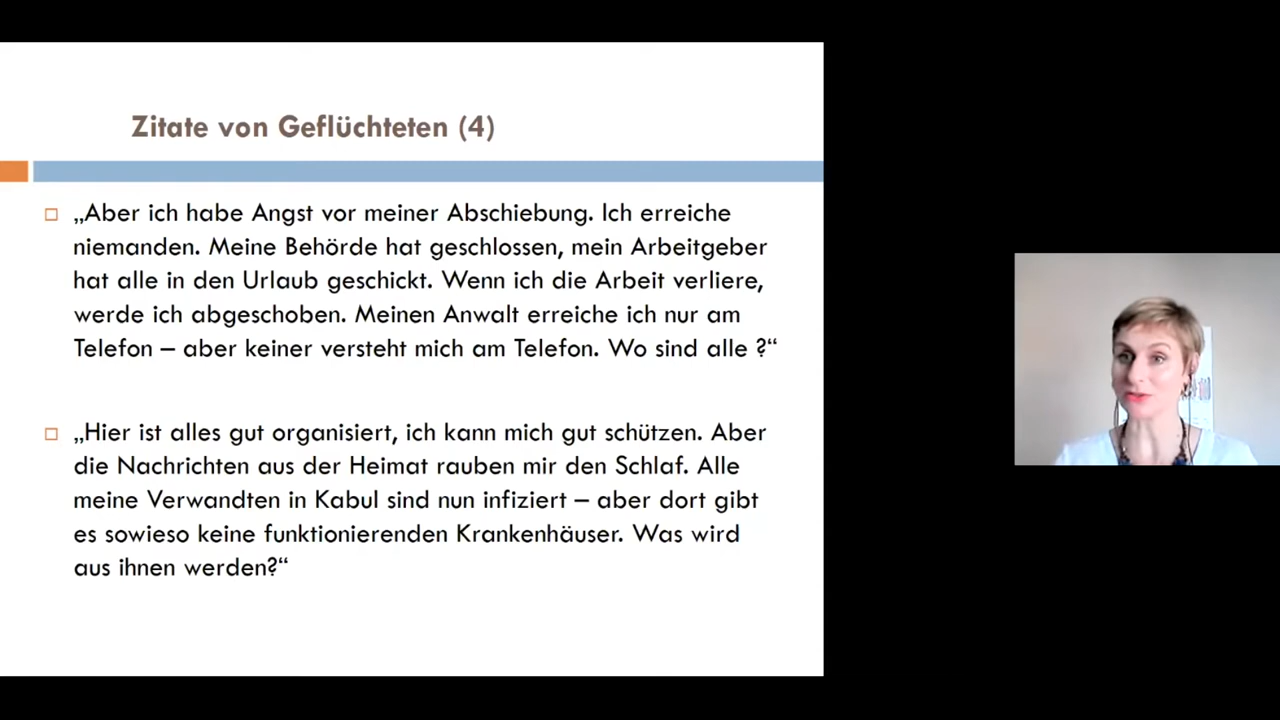 Zitate von Geflüchteten (4)
„Aber ich habe Angst vor meiner Abschiebung. Ich erreiche
niemanden. Meine Behörde hat geschlossen, mein Arbeitgeber
hat alle in den Urlaub geschickt. Wenn ich die Arbeit verliere,
werde ich abgeschoben. Meinen Anwalt erreiche ich nur am
Telefon – aber keiner versteht mich am Telefon. Wo sind alle ?“
„Hier ist alles gut organisiert, ich kann mich gut schützen. Aber
die Nachrichten aus der Heimat rauben mir den Schlaf. Alle
meine Verwandten in Kabul sind nun infiziert – aber dort gibt
es sowieso keine funktionierenden Krankenhäuser. Was wird
aus ihnen werden?“